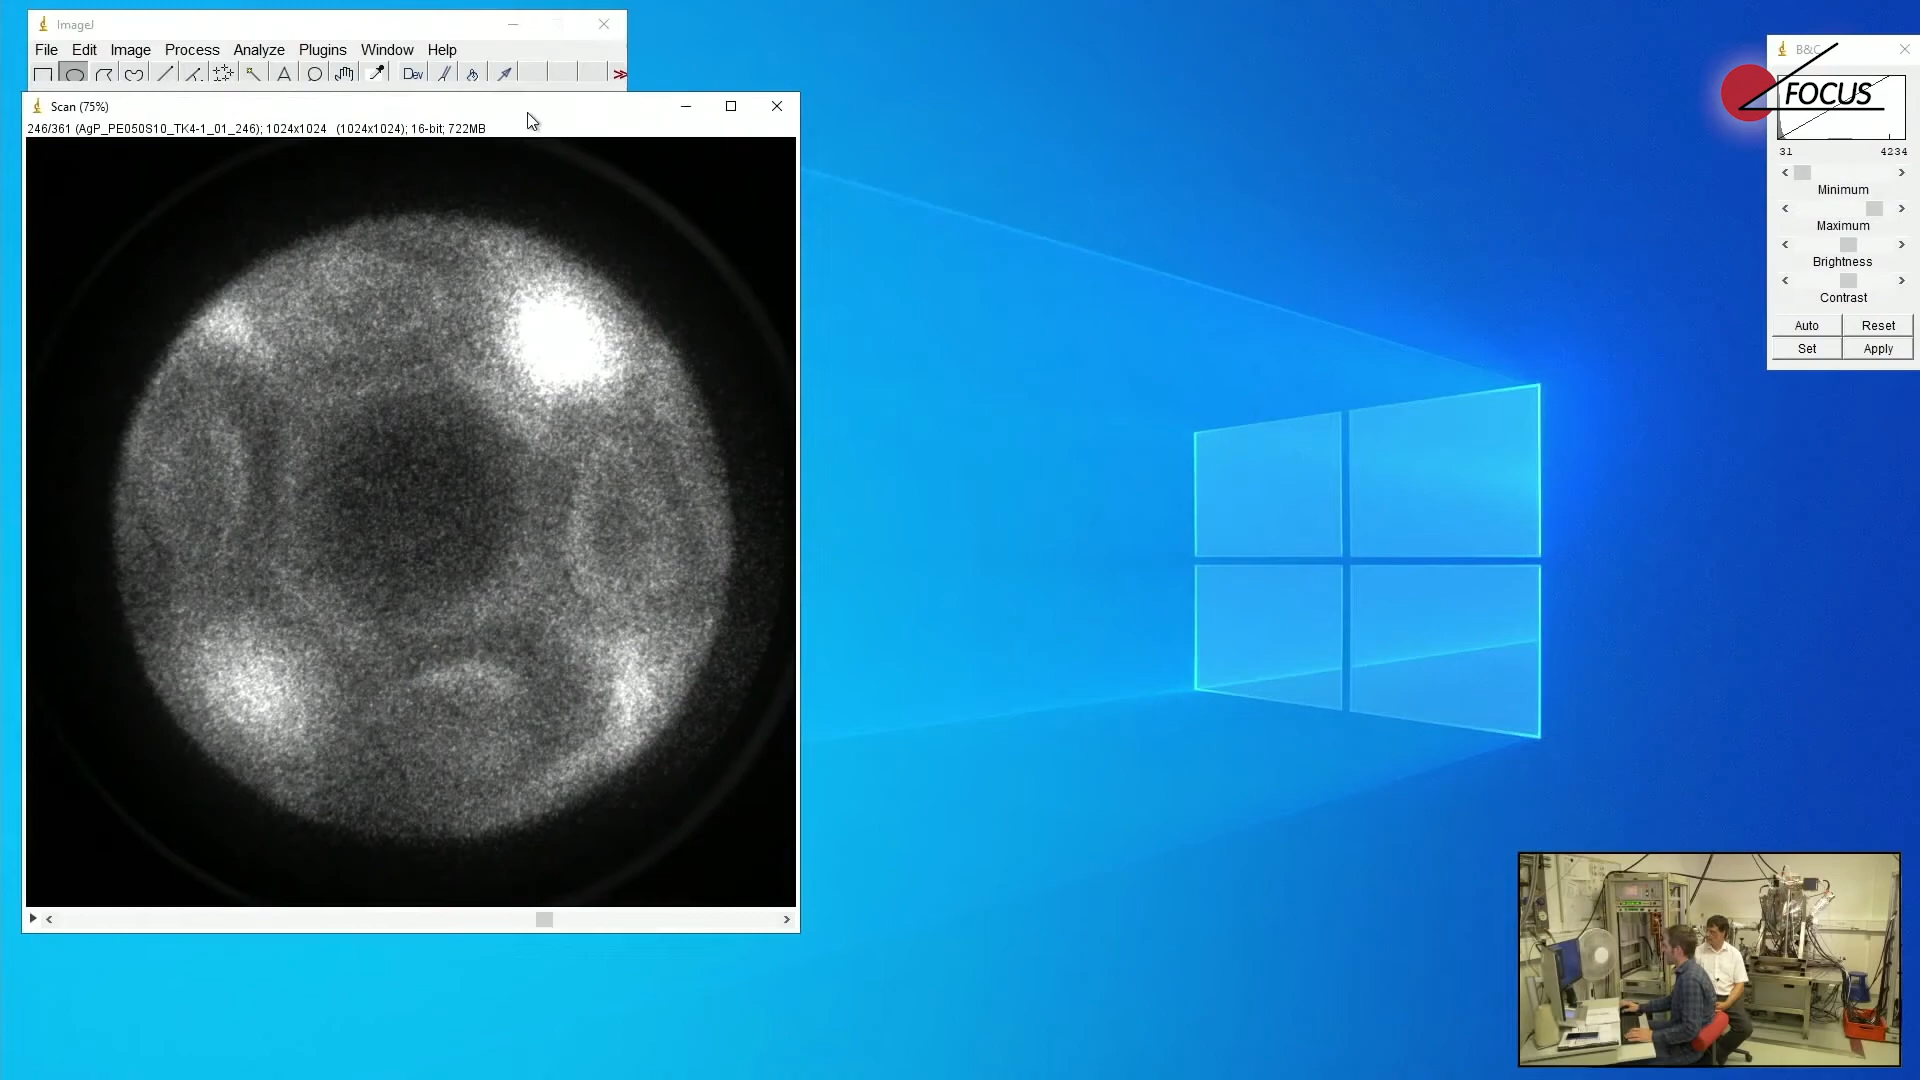 ImageJ
File Edit Image Process Analyze Plugins Window Help
Dev
Scan (75%)
246/361 (AgP_PE050S10_TK4-1_01_246); 1024x1024 (1024x1024); 16-bit; 722MB
B&C
FOCUS
31 4234
Minimum
Maximum
Brightness
Contrast
Auto Reset
Set Apply